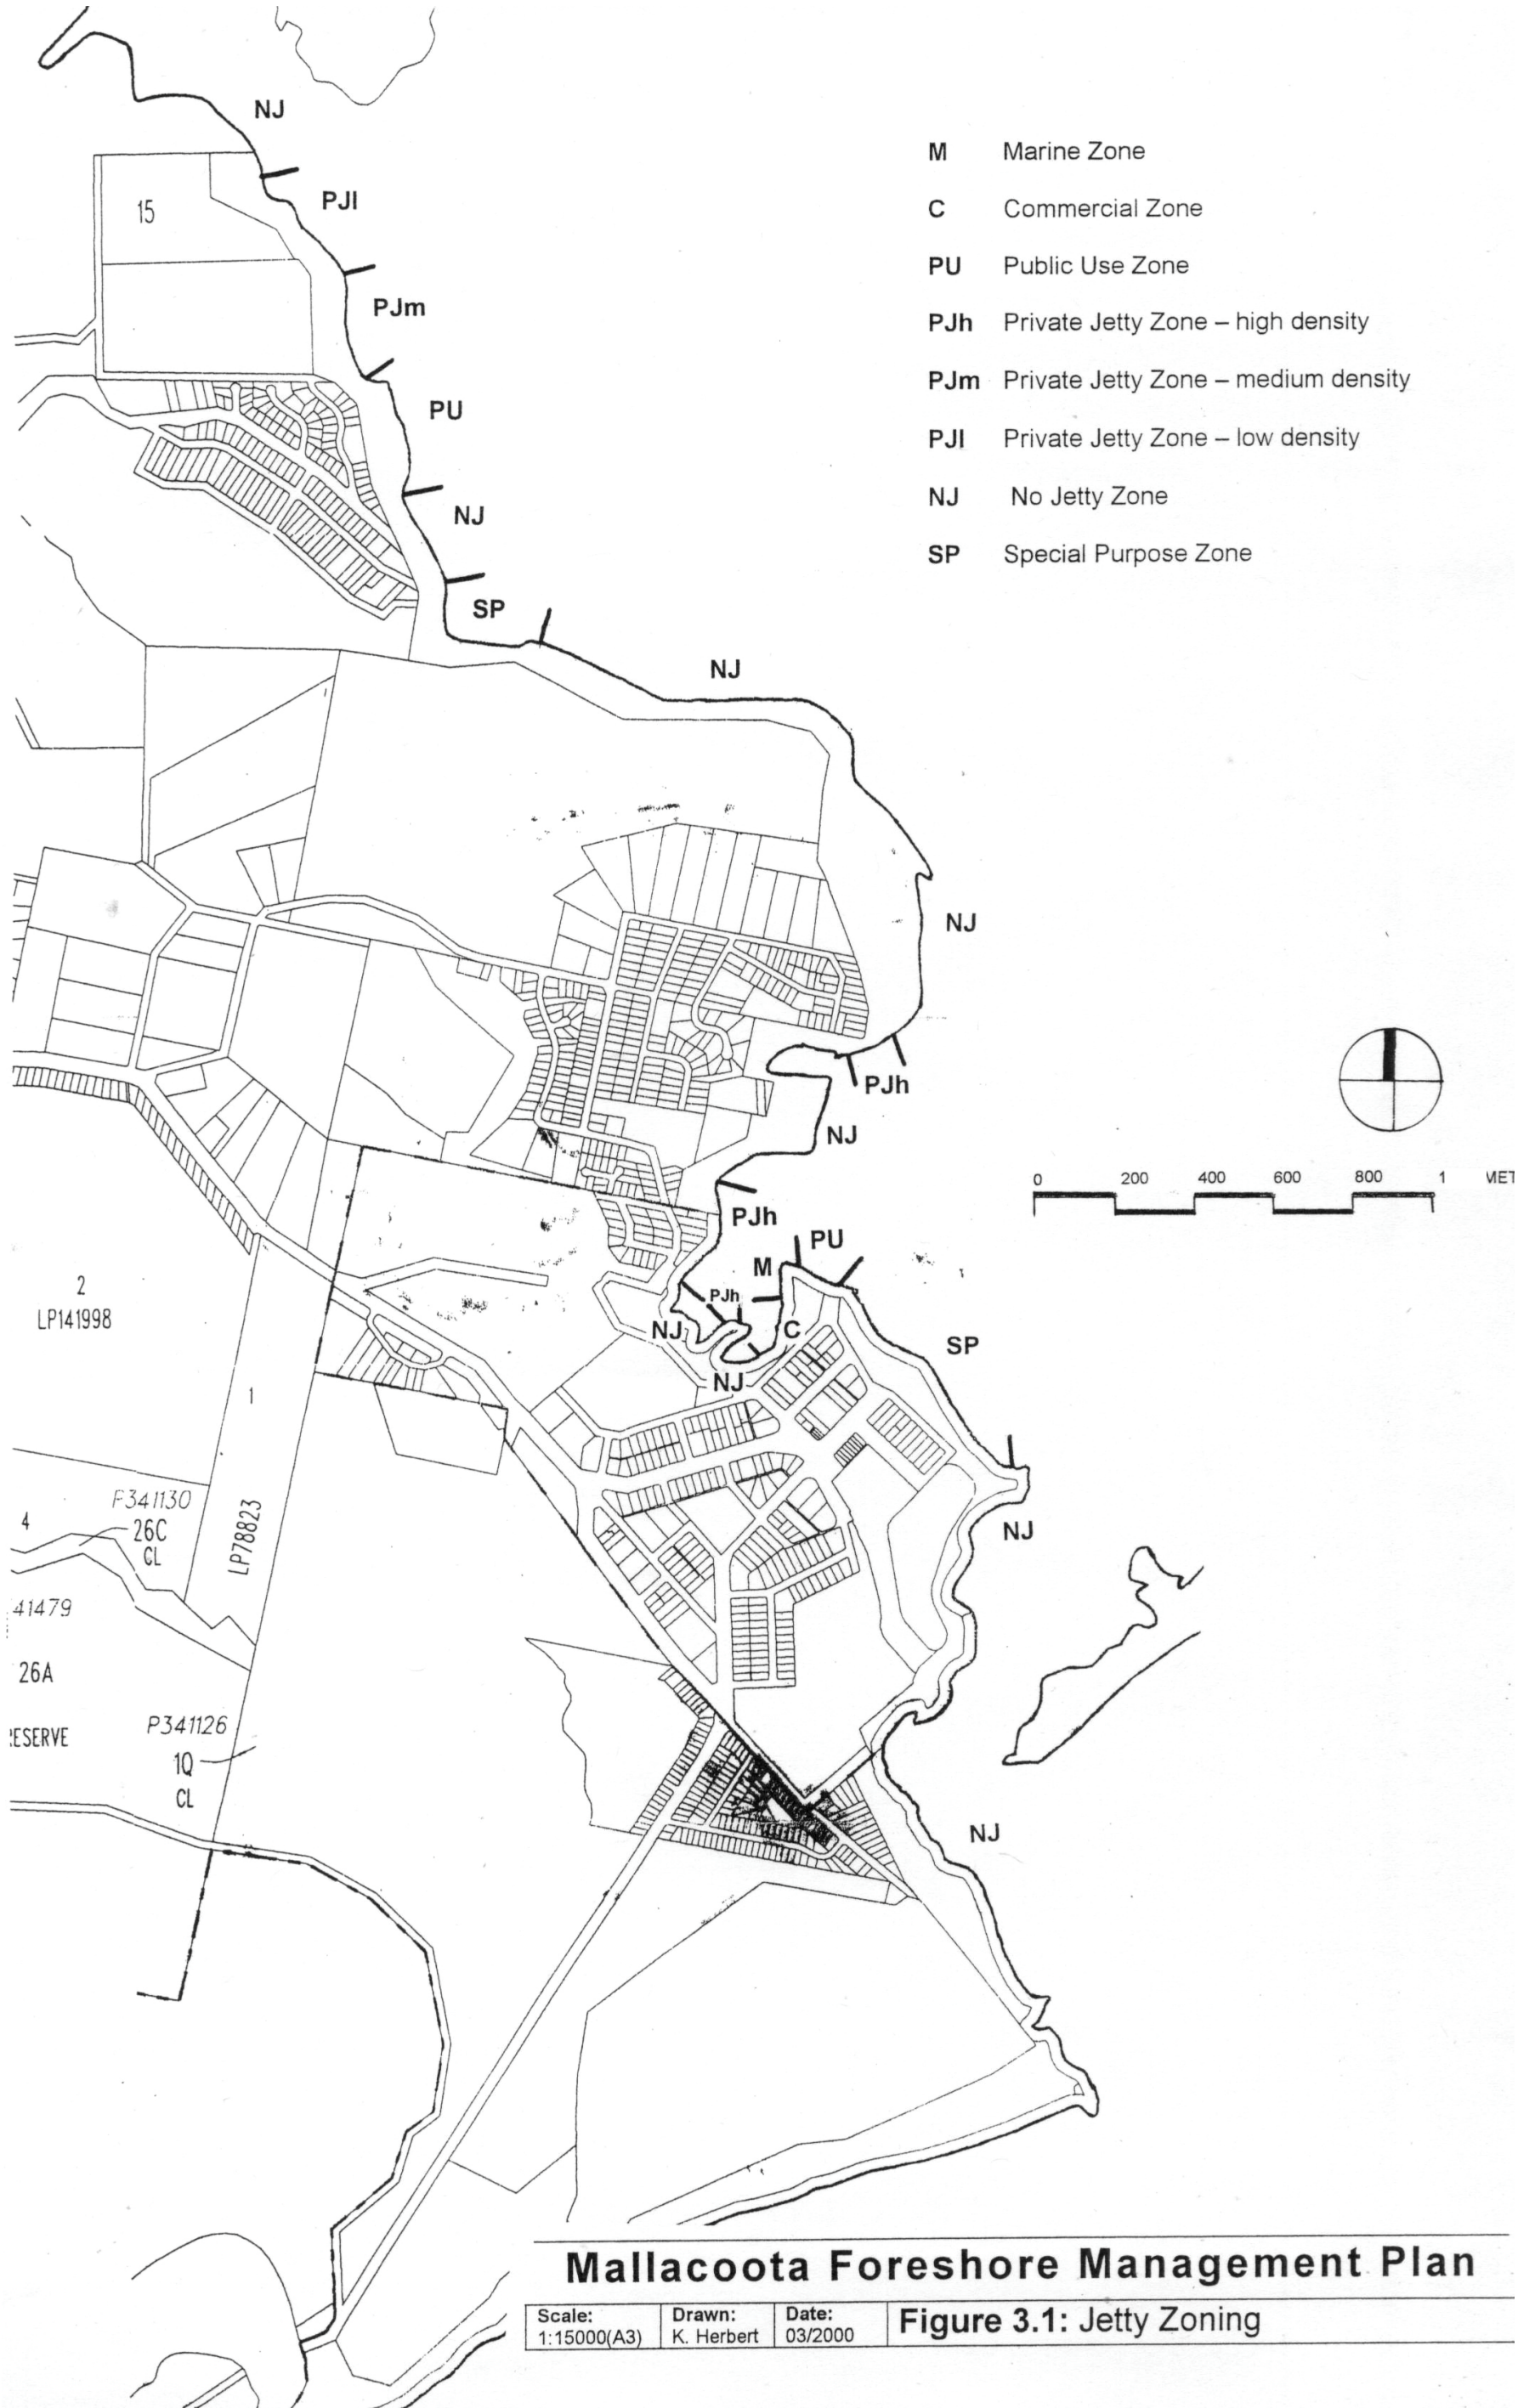 NJ
PJl
15
PJm
PU
NJ
SP
NJ
M Marine Zone
C Commercial Zone
PU Public Use Zone
PJh Private Jetty Zone – high density
PJm Private Jetty Zone – medium density
PJl Private Jetty Zone – low density
NJ No Jetty Zone
SP Special Purpose Zone
NJ
PJh
NJ
0 200 400 600 800 1 MET
PJh
PU
M
PJh
NJ
C
NJ
SP
2
LP141998
1
LP78823
P341130
26C
CL
4
41479
26A
RESERVE
P341126
1Q
CL
NJ
NJ
Mallacoota Foreshore Management Plan
Scale:
1:15000(A3)
Drawn:
K. Herbert
Date:
03/2000
Figure 3.1: Jetty Zoning